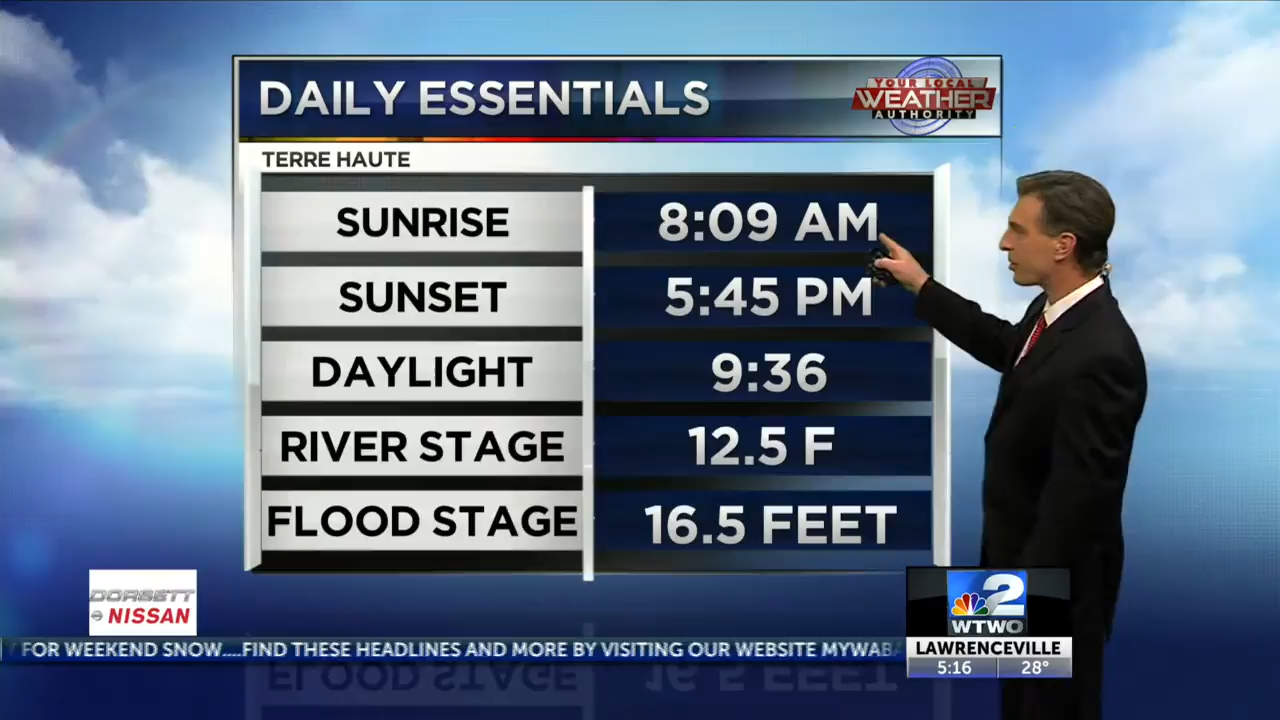 DAILY ESSENTIALS
YOUR LOCAL
WEATHER
AUTHORITY
TERRE HAUTE
SUNRISE 8:09 AM
SUNSET 5:45 PM
DAYLIGHT 9:36
RIVER STAGE 12.5 F
FLOOD STAGE 16.5 FEET
DORSETT
NISSAN
2
WTWO
FOR WEEKEND SNOW....FIND THESE HEADLINES AND MORE BY VISITING OUR WEBSITE MYWAB
LAWRENCEVILLE
5:16 28°